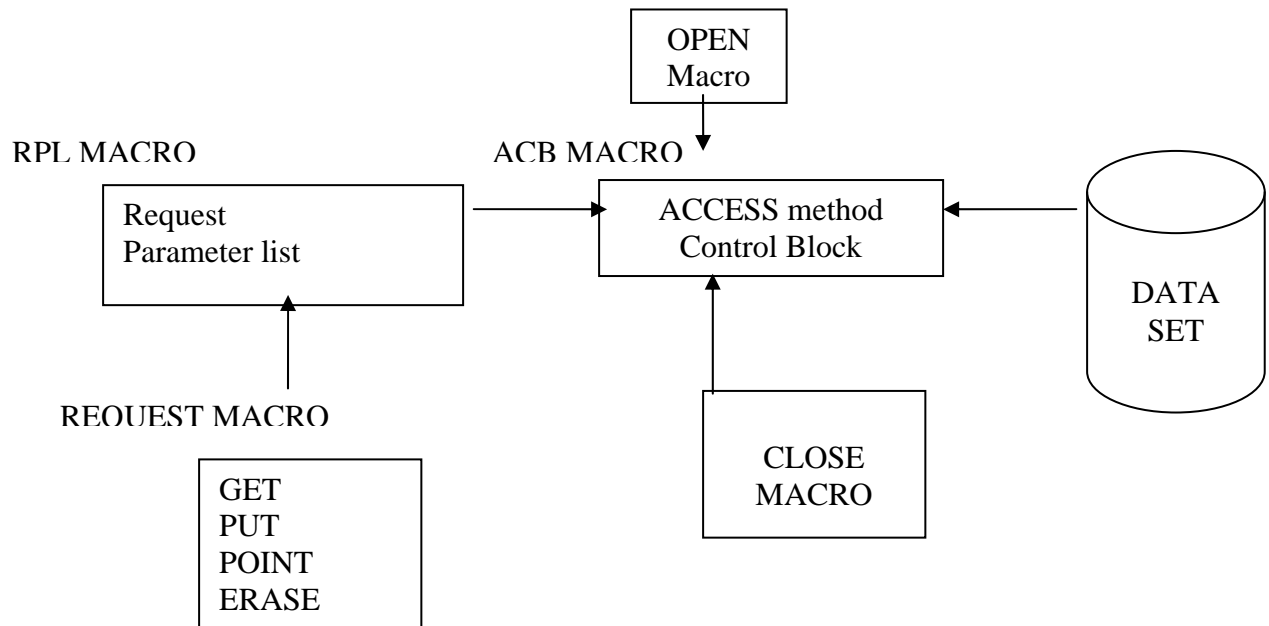 OPEN
Macro
RPL MACRO
ACB MACRO
Request
Parameter list
ACCESS method
Control Block
DATA
SET
REQUEST MACRO
CLOSE
MACRO
GET
PUT
POINT
ERASE